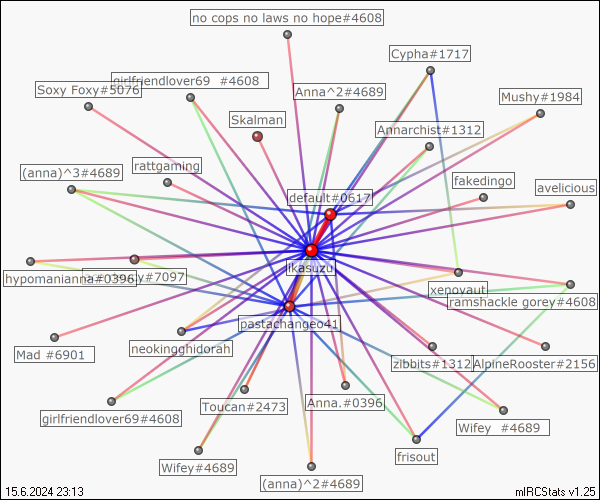 no cops no laws no hope#4608
Cypha#1717
girlfriendlover69 #4608
Soxy Foxy#5076
Anna^2#4689
Mushy#1984
Skalman
Annarchist#1312
rattgaming
(anna)^3#4689
fakedingo
avelicious
default#0617
ikasuzu
hypomanianna#0396
y#7097
xenoyaut
ramshackle gorey#4608
pastachangeo41
neokingghidorah
Mad #6901
zibbits#1312
AlpineRooster#2156
Toucan#2473
Anna.#0396
girlfriendlover69#4608
Wifey #4689
frisout
Wifey#4689
(anna)^2#4689
15.6.2024 23:13
mIRCStats v1.25